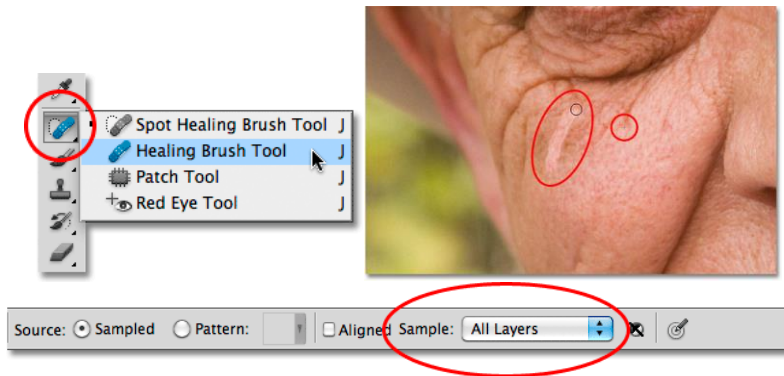 Spot Healing Brush Tool J
Healing Brush Tool J
Patch Tool J
Red Eye Tool J
Source: Sampled Pattern: Aligned Sample: All Layers